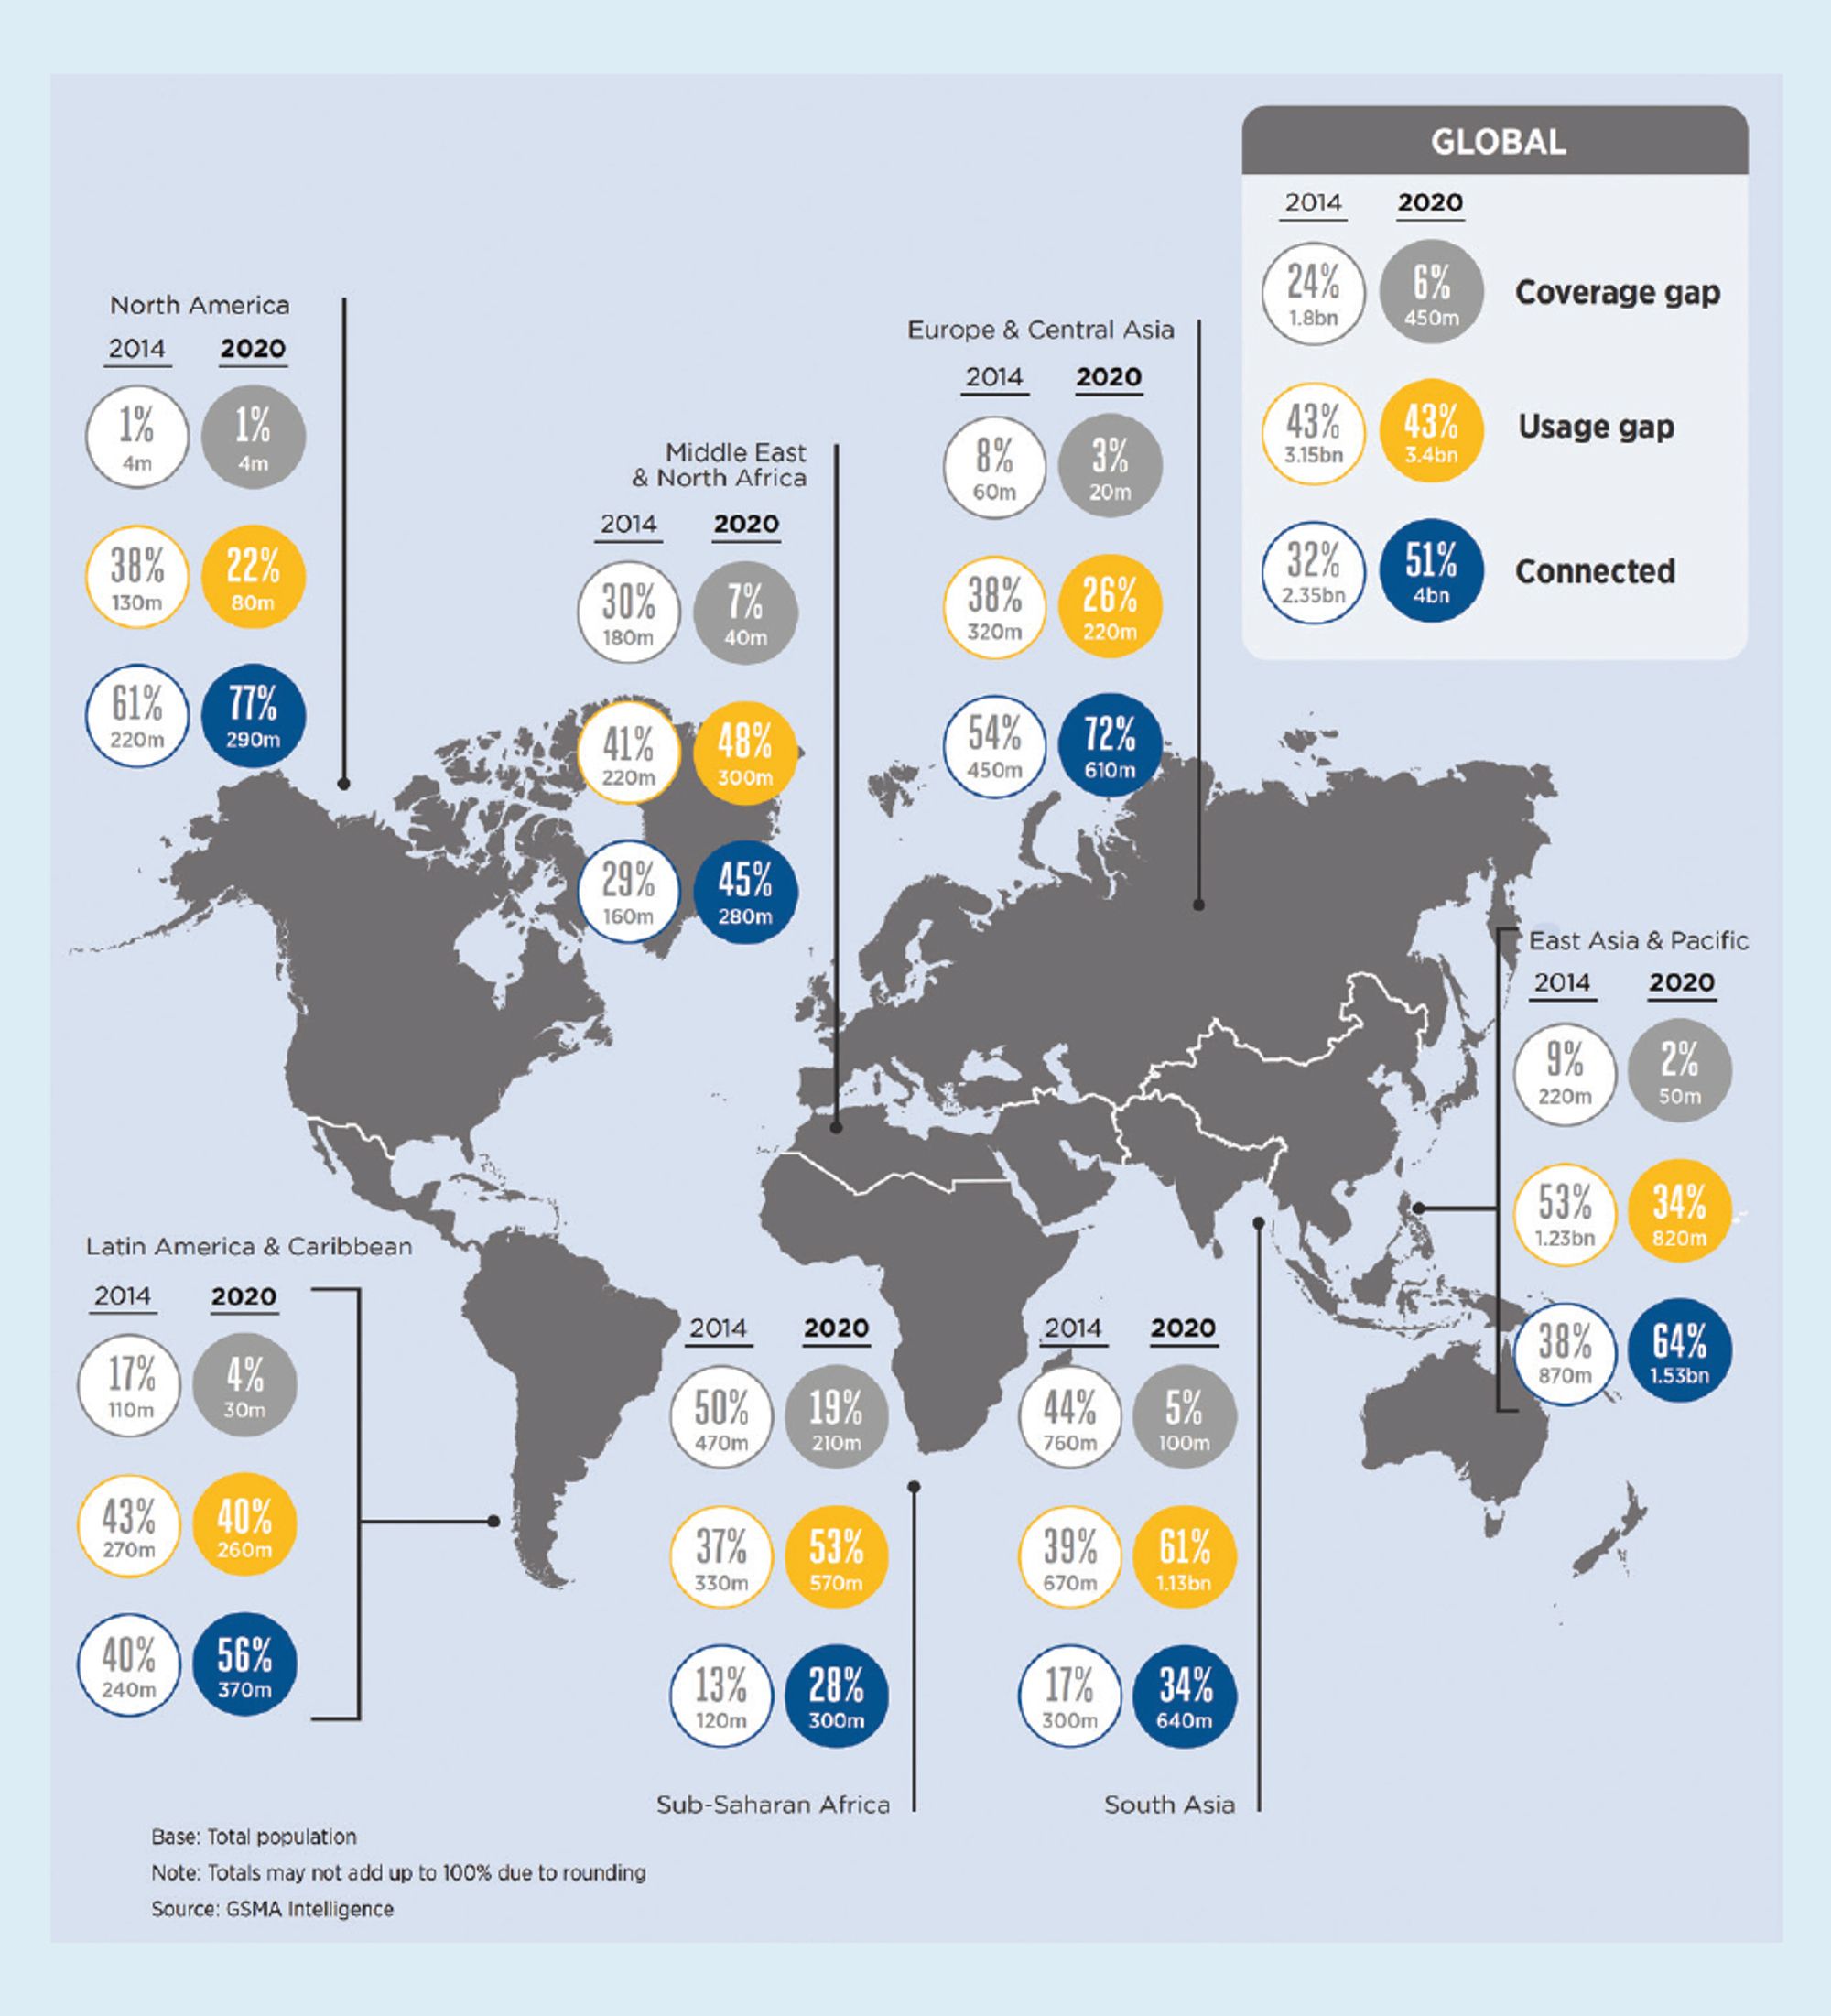 GLOBAL
2014 2020
24% 6%
1.8bn 450m
Coverage gap
43% 43%
3.15bn 3.4bn
Usage gap
32% 51%
2.35bn 4bn
Connected
North America
2014 2020
1% 1%
4m 4m
38% 22%
130m 80m
61% 77%
220m 290m
Middle East
& North Africa
2014 2020
30% 7%
180m 40m
41% 48%
220m 300m
29% 45%
160m 280m
Europe & Central Asia
2014 2020
8% 3%
60m 20m
38% 26%
320m 220m
54% 72%
450m 610m
East Asia & Pacific
2014 2020
9% 2%
220m 50m
53% 34%
1.23bn 820m
38% 64%
870m 1.53bn
Latin America & Caribbean
2014 2020
17% 4%
110m 30m
43% 40%
270m 260m
40% 56%
240m 370m
2014 2020
50% 19%
470m 210m
37% 53%
330m 570m
13% 28%
120m 300m
Sub-Saharan Africa
2014 2020
44% 5%
760m 100m
39% 61%
670m 1.13bn
17% 34%
300m 640m
South Asia
Base: Total population
Note: Totals may not add up to 100% due to rounding
Source: GSMA Intelligence